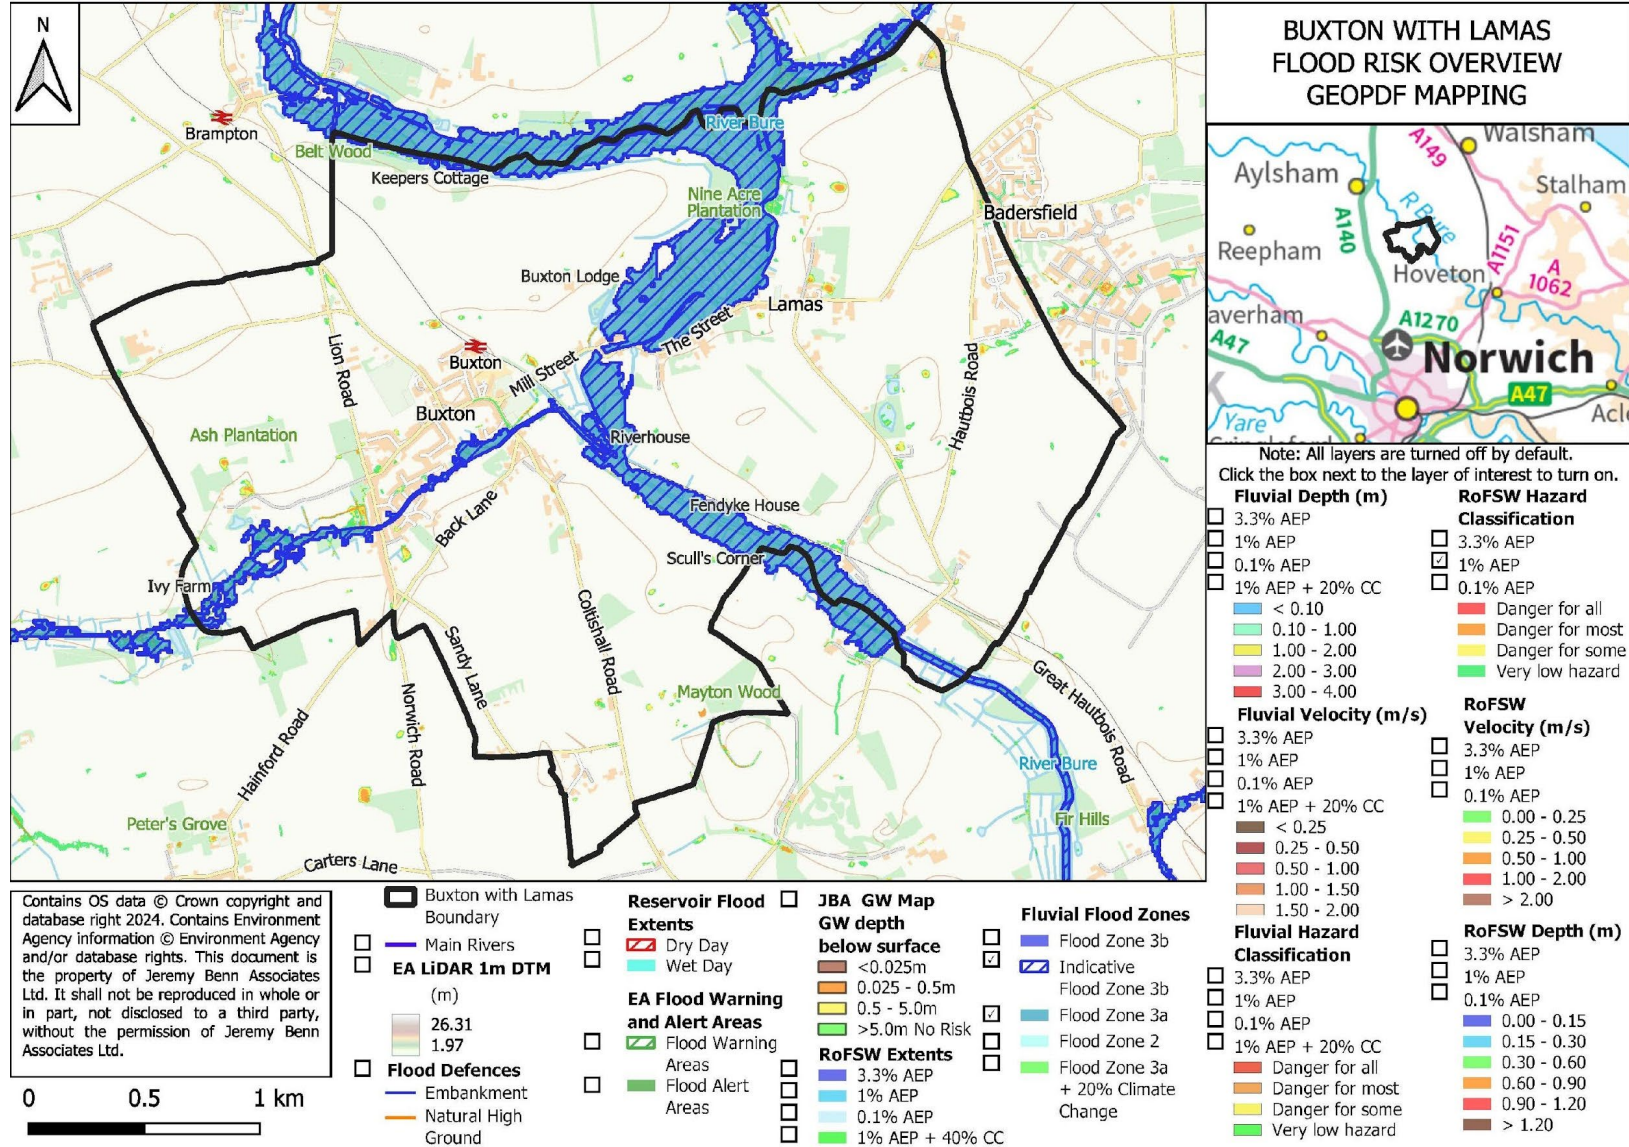 N
Brampton
Belt Wood
Keepers Cottage
River Bure
Nine Acre
Plantation
Badersfield
Buxton Lodge
Lamas
The Street
Mill Street
Lion Road
Buxton
Buxton
Hautbois Road
Ash Plantation
Riverhouse
Back Lane
Fendyke House
Scull's Corner
Ivy Farm
Coltishall Road
Sandy Lane
Mayton Wood
Great Hautbois Road
Hainford Road
Norwich Road
River Bure
Peter's Grove
Fir Hills
Carters Lane
BUXTON WITH LAMAS
FLOOD RISK OVERVIEW
GEOPDF MAPPING
Walsham
A149
Aylsham
Stalham
R Bure
A140
Reepham
A1151
A
1062
Hoveton
averham
A1270
A47
Norwich
A47
Acle
Yare
Note: All layers are turned off by default.
Click the box next to the layer of interest to turn on.
Fluvial Depth (m)
3.3% AEP
1% AEP
0.1% AEP
1% AEP + 20% CC
< 0.10
0.10 - 1.00
1.00 - 2.00
2.00 - 3.00
3.00 - 4.00
Fluvial Velocity (m/s)
3.3% AEP
1% AEP
0.1% AEP
1% AEP + 20% CC
< 0.25
0.25 - 0.50
0.50 - 1.00
1.00 - 1.50
1.50 - 2.00
Fluvial Hazard
Classification
3.3% AEP
1% AEP
0.1% AEP
1% AEP + 20% CC
Danger for all
Danger for most
Danger for some
Very low hazard
RoFSW Hazard
Classification
3.3% AEP
1% AEP
0.1% AEP
Danger for all
Danger for most
Danger for some
Very low hazard
RoFSW
Velocity (m/s)
3.3% AEP
1% AEP
0.1% AEP
0.00 - 0.25
0.25 - 0.50
0.50 - 1.00
1.00 - 2.00
> 2.00
RoFSW Depth (m)
3.3% AEP
1% AEP
0.1% AEP
0.00 - 0.15
0.15 - 0.30
0.30 - 0.60
0.60 - 0.90
0.90 - 1.20
> 1.20
Contains OS data © Crown copyright and
database right 2024. Contains Environment
Agency information © Environment Agency
and/or database rights. This document is
the property of Jeremy Benn Associates
Ltd. It shall not be reproduced in whole or
in part, not disclosed to a third party,
without the permission of Jeremy Benn
Associates Ltd.
0 0.5 1 km
Buxton with Lamas
Boundary
Main Rivers
EA LiDAR 1m DTM
(m)
26.31
1.97
Flood Defences
Embankment
Natural High
Ground
Reservoir Flood
Extents
Dry Day
Wet Day
EA Flood Warning
and Alert Areas
Flood Warning
Areas
Flood Alert
Areas
JBA GW Map
GW depth
below surface
<0.025m
0.025 - 0.5m
0.5 - 5.0m
>5.0m No Risk
RoFSW Extents
3.3% AEP
1% AEP
0.1% AEP
1% AEP + 40% CC
Fluvial Flood Zones
Flood Zone 3b
Indicative
Flood Zone 3b
Flood Zone 3a
Flood Zone 2
Flood Zone 3a
+ 20% Climate
Change